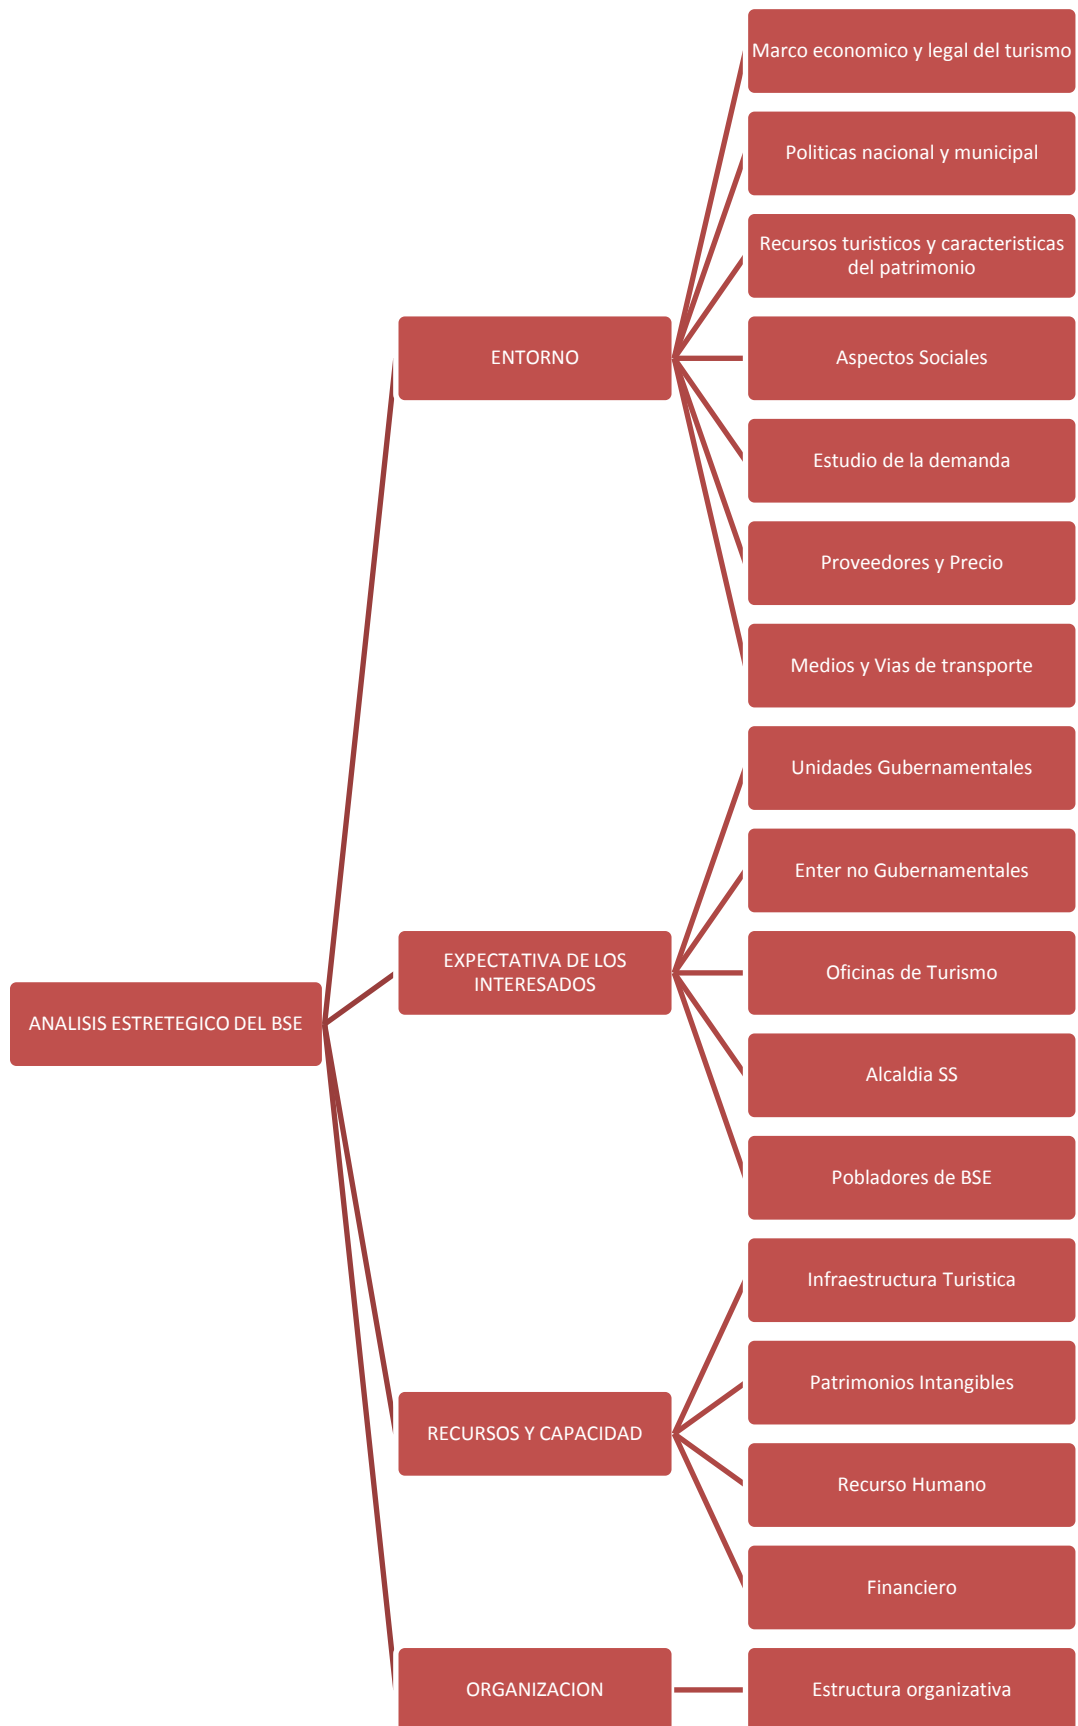 ANALISIS ESTRETEGICO DEL BSE
ENTORNO
Marco economico y legal del turismo
Politicas nacional y municipal
Recursos turisticos y caracteristicas
del patrimonio
Aspectos Sociales
Estudio de la demanda
Proveedores y Precio
Medios y Vias de transporte
EXPECTATIVA DE LOS
INTERESADOS
Unidades Gubernamentales
Enter no Gubernamentales
Oficinas de Turismo
Alcaldia SS
Pobladores de BSE
RECURSOS Y CAPACIDAD
Infraestructura Turistica
Patrimonios Intangibles
Recurso Humano
Financiero
ORGANIZACION
Estructura organizativa